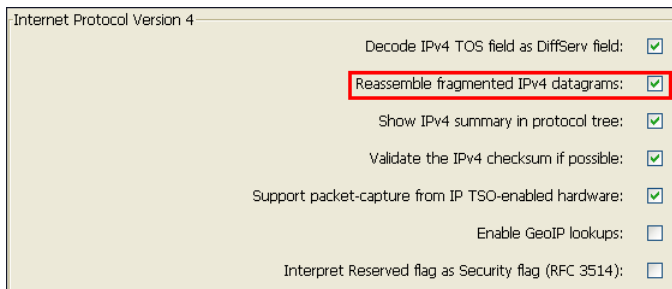 Internet Protocol Version 4
Decode IPv4 TOS field as DiffServ field:
Reassemble fragmented IPv4 datagrams:
Show IPv4 summary in protocol tree:
Validate the IPv4 checksum if possible:
Support packet-capture from IP TSO-enabled hardware:
Enable GeoIP lookups:
Interpret Reserved flag as Security flag (RFC 3514):